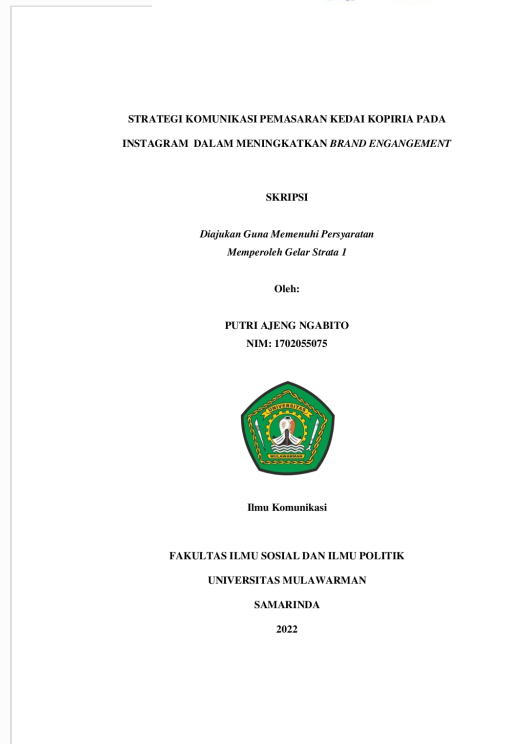 STRATEGI KOMUNIKASI PEMASARAN KEDAI KOPIRIA PADA
INSTAGRAM DALAM MENINGKATKAN BRAND ENGANGEMENT
SKRIPSI
Diajukan Guna Memenuhi Persyaratan
Memperoleh Gelar Strata 1
Oleh:
PUTRI AJENG NGABITO
NIM: 1702055075
UNIVERSITAS
MULAWARMAN
Ilmu Komunikasi
FAKULTAS ILMU SOSIAL DAN ILMU POLITIK
UNIVERSITAS MULAWARMAN
SAMARINDA
2022